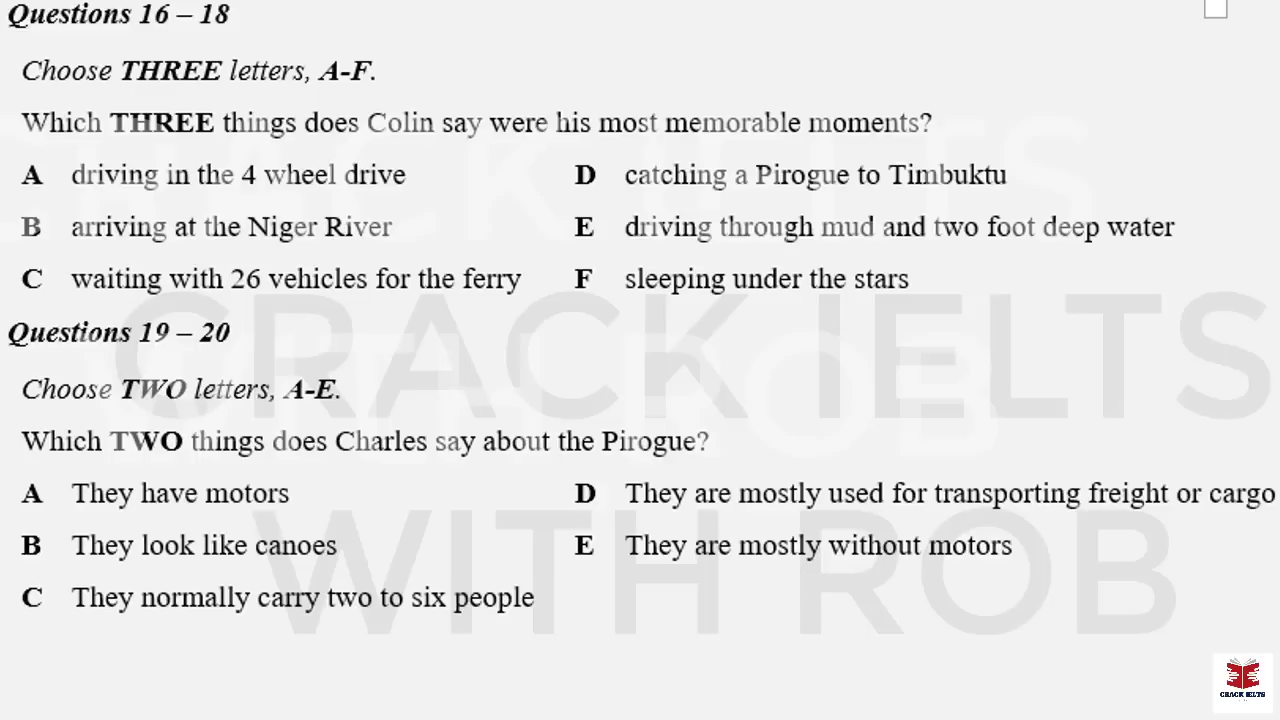 Questions 16 – 18
Choose THREE letters, A-F.
Which THREE things does Colin say were his most memorable moments?
A driving in the 4 wheel drive
D catching a Pirogue to Timbuktu
B arriving at the Niger River
E driving through mud and two foot deep water
C waiting with 26 vehicles for the ferry
F sleeping under the stars
Questions 19 – 20
Choose TWO letters, A-E.
Which TWO things does Charles say about the Pirogue?
A They have motors
D They are mostly used for transporting freight or cargo
B They look like canoes
E They are mostly without motors
C They normally carry two to six people
CRACK IELTS
WITH ROB
CRACK IELTS